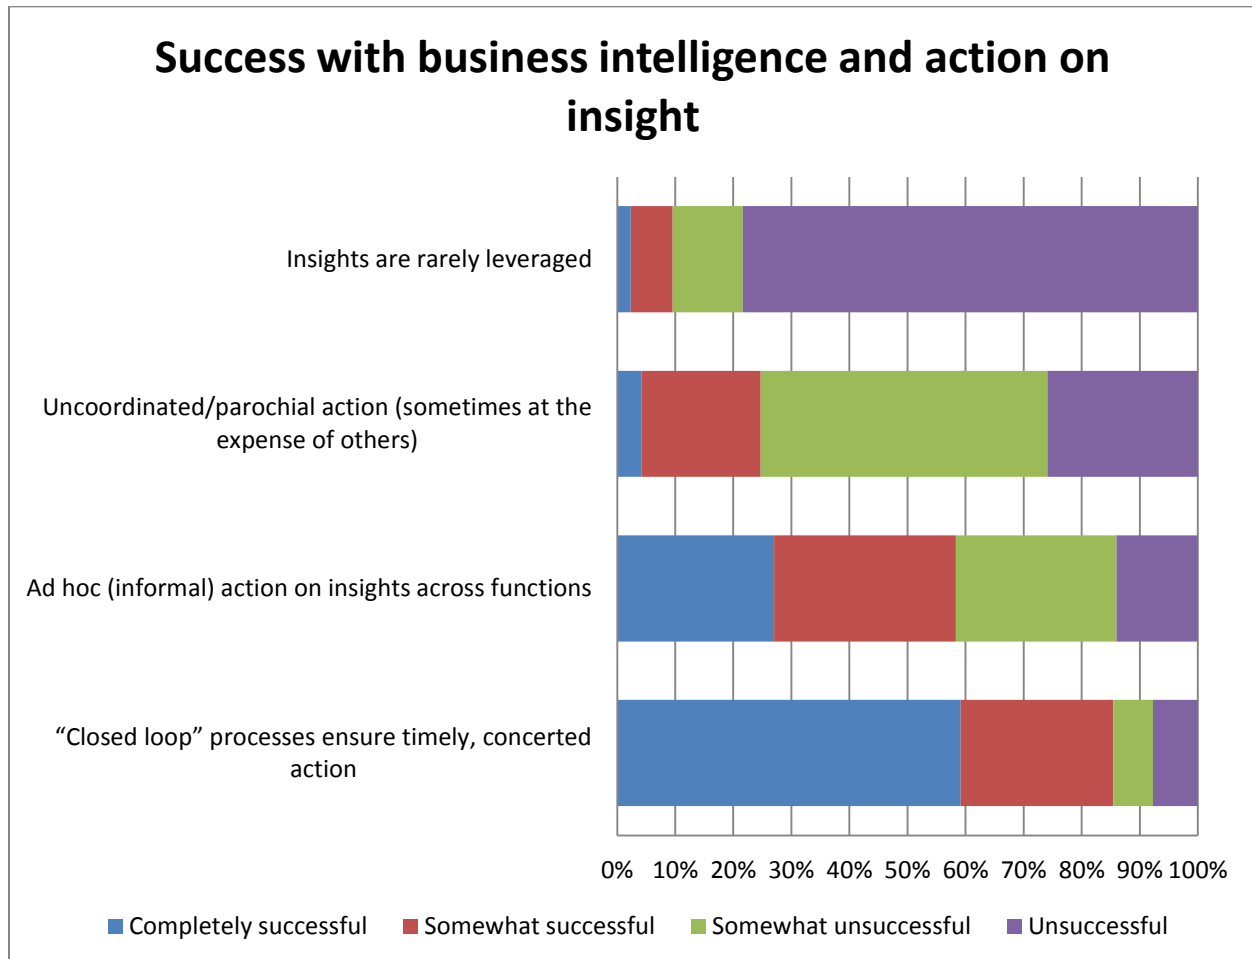 Success with business intelligence and action on
insight
Insights are rarely leveraged
Uncoordinated/parochial action (sometimes at the
expense of others)
Ad hoc (informal) action on insights across functions
“Closed loop” processes ensure timely, concerted
action
0% 10% 20% 30% 40% 50% 60% 70% 80% 90% 100%
Completely successful Somewhat successful Somewhat unsuccessful Unsuccessful